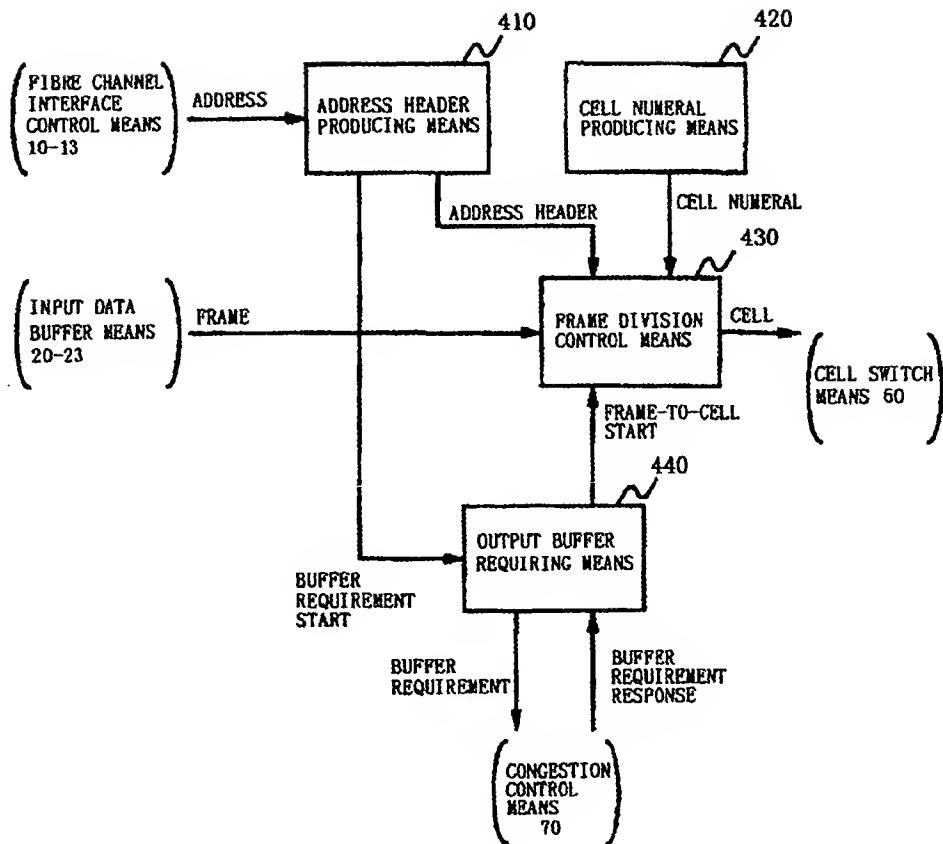 410
420
FIBRE CHANNEL
INTERFACE
CONTROL MEANS
10-13
ADDRESS
ADDRESS HEADER
PRODUCING MEANS
CELL NUMERAL
PRODUCING MEANS
ADDRESS HEADER
CELL NUMERAL
430
INPUT DATA
BUFFER MEANS
20-23
FRAME
FRAME DIVISION
CONTROL MEANS
CELL
CELL SWITCH
MEANS 60
FRAME-TO-CELL
START
440
OUTPUT BUFFER
REQUIRING MEANS
BUFFER
REQUIREMENT
START
BUFFER
REQUIREMENT
BUFFER
REQUIREMENT
RESPONSE
CONGESTION
CONTROL
MEANS
70